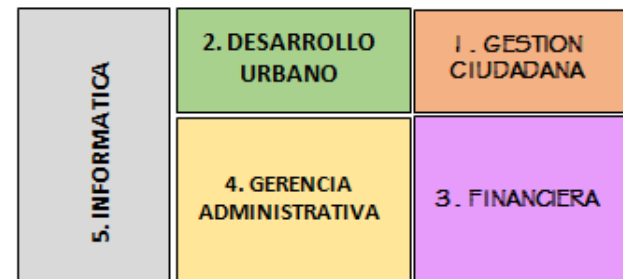 5. INFORMATICA
2. DESARROLLO
URBANO
1. GESTION
CIUDADANA
4. GERENCIA
ADMINISTRATIVA
3. FINANCIERA